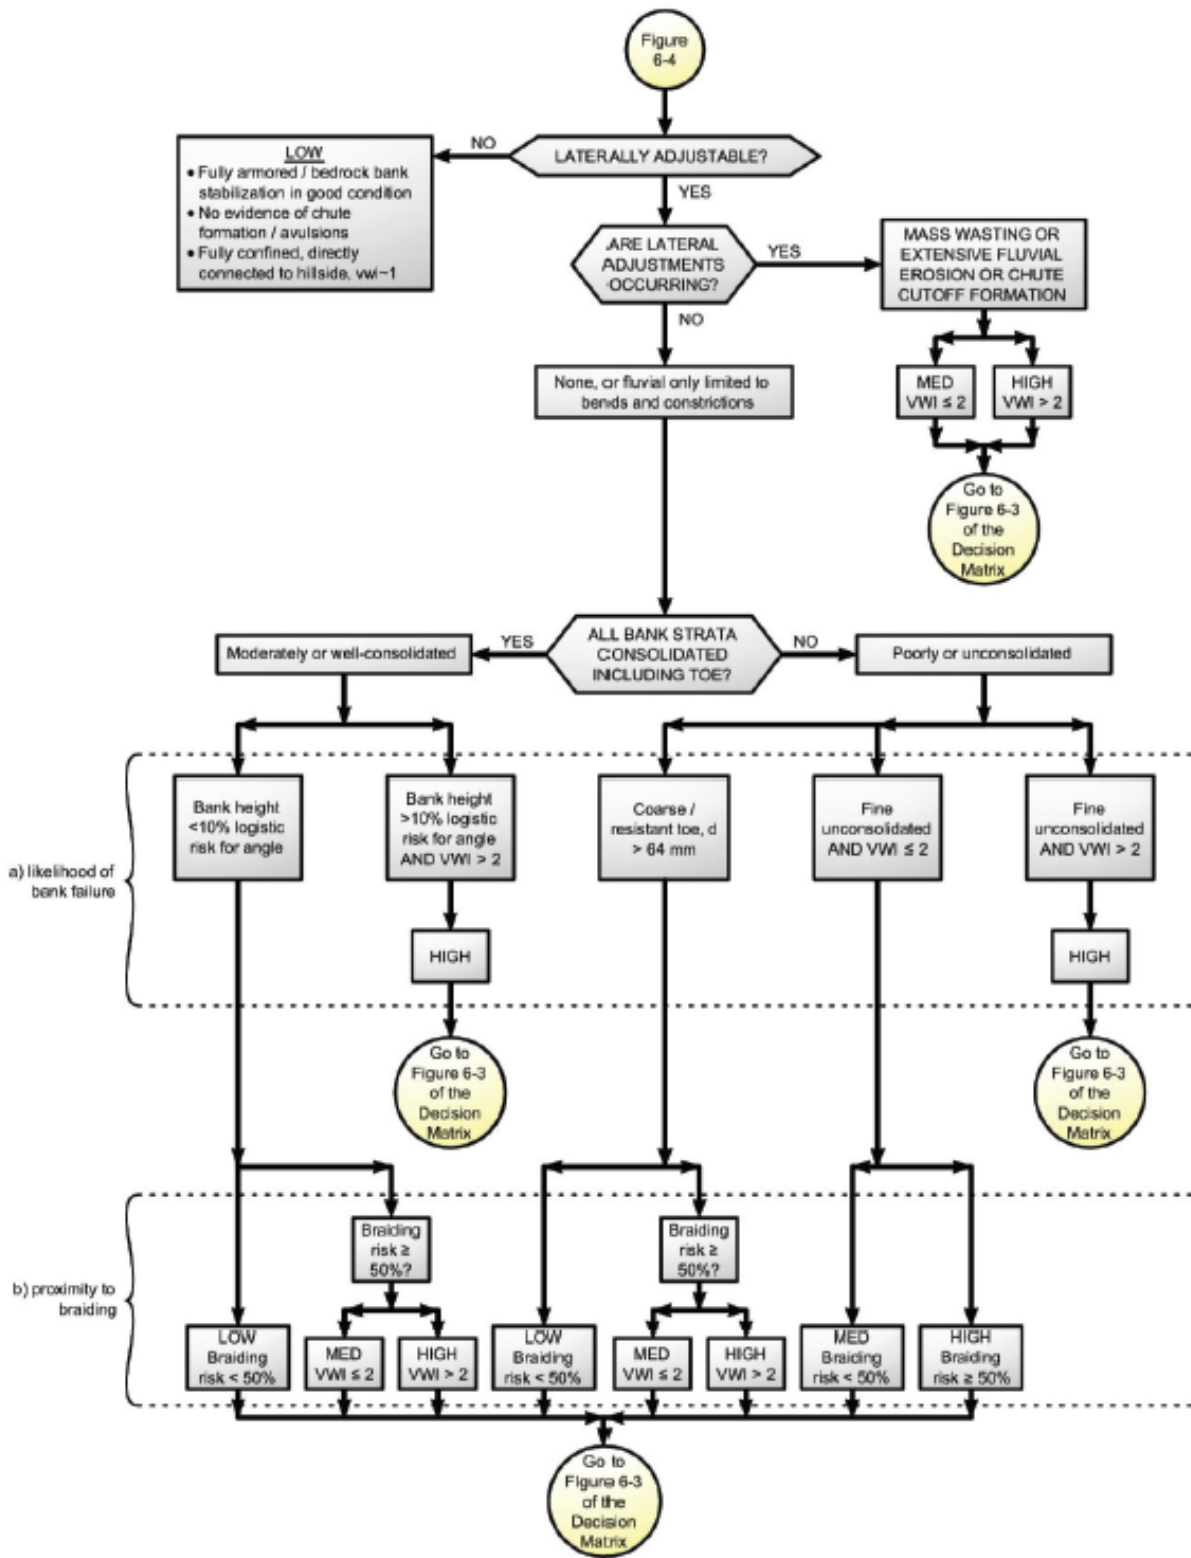 Figure
6-4
LATERALLY ADJUSTABLE?
NO
LOW
• Fully armored / bedrock bank
stabilization in good condition
• No evidence of chute
formation / avulsions
• Fully confined, directly
connected to hillside, vwi~1
YES
ARE LATERAL
ADJUSTMENTS
OCCURRING?
YES
MASS WASTING OR
EXTENSIVE FLUVIAL
EROSION OR CHUTE
CUTOFF FORMATION
NO
MED
VWI ≤ 2
HIGH
VWI > 2
None, or fluvial only limited to
bends and constrictions
Go to
Figure 6-3
of the
Decision
Matrix
ALL BANK STRATA
CONSOLIDATED
INCLUDING TOE?
YES
Moderately or well-consolidated
NO
Poorly or unconsolidated
a) likelihood of
bank failure
Bank height
<10% logistic
risk for angle
Bank height
>10% logistic
risk for angle
AND VWI > 2
Coarse /
resistant toe, d
> 64 mm
Fine
unconsolidated
AND VWI ≤ 2
Fine
unconsolidated
AND VWI > 2
HIGH
HIGH
Go to
Figure 6-3
of the
Decision
Matrix
Go to
Figure 6-3
of the
Decision
Matrix
b) proximity to
braiding
Braiding
risk ≥
50%?
Braiding
risk ≥
50%?
LOW
Braiding
risk < 50%
MED
VWI ≤ 2
HIGH
VWI > 2
LOW
Braiding
risk < 50%
MED
VWI ≤ 2
HIGH
VWI > 2
MED
Braiding
risk < 50%
HIGH
Braiding
risk ≥ 50%
Go to
Figure 6-3
of the
Decision
Matrix